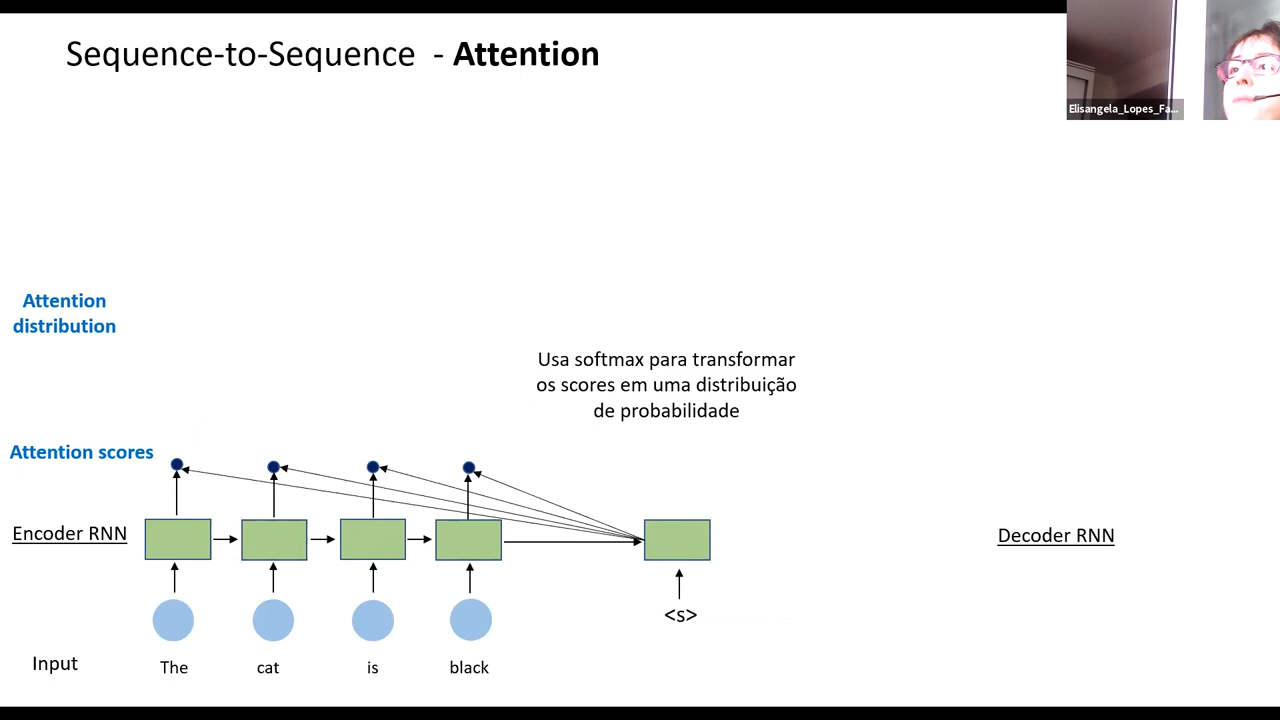 Sequence-to-Sequence - Attention
Elisangela_Lopes_Fa...
Attention
distribution
Usa softmax para transformar
os scores em uma distribuição
de probabilidade
Attention scores
Encoder RNN
Decoder RNN
<s>
Input
The
cat
is
black